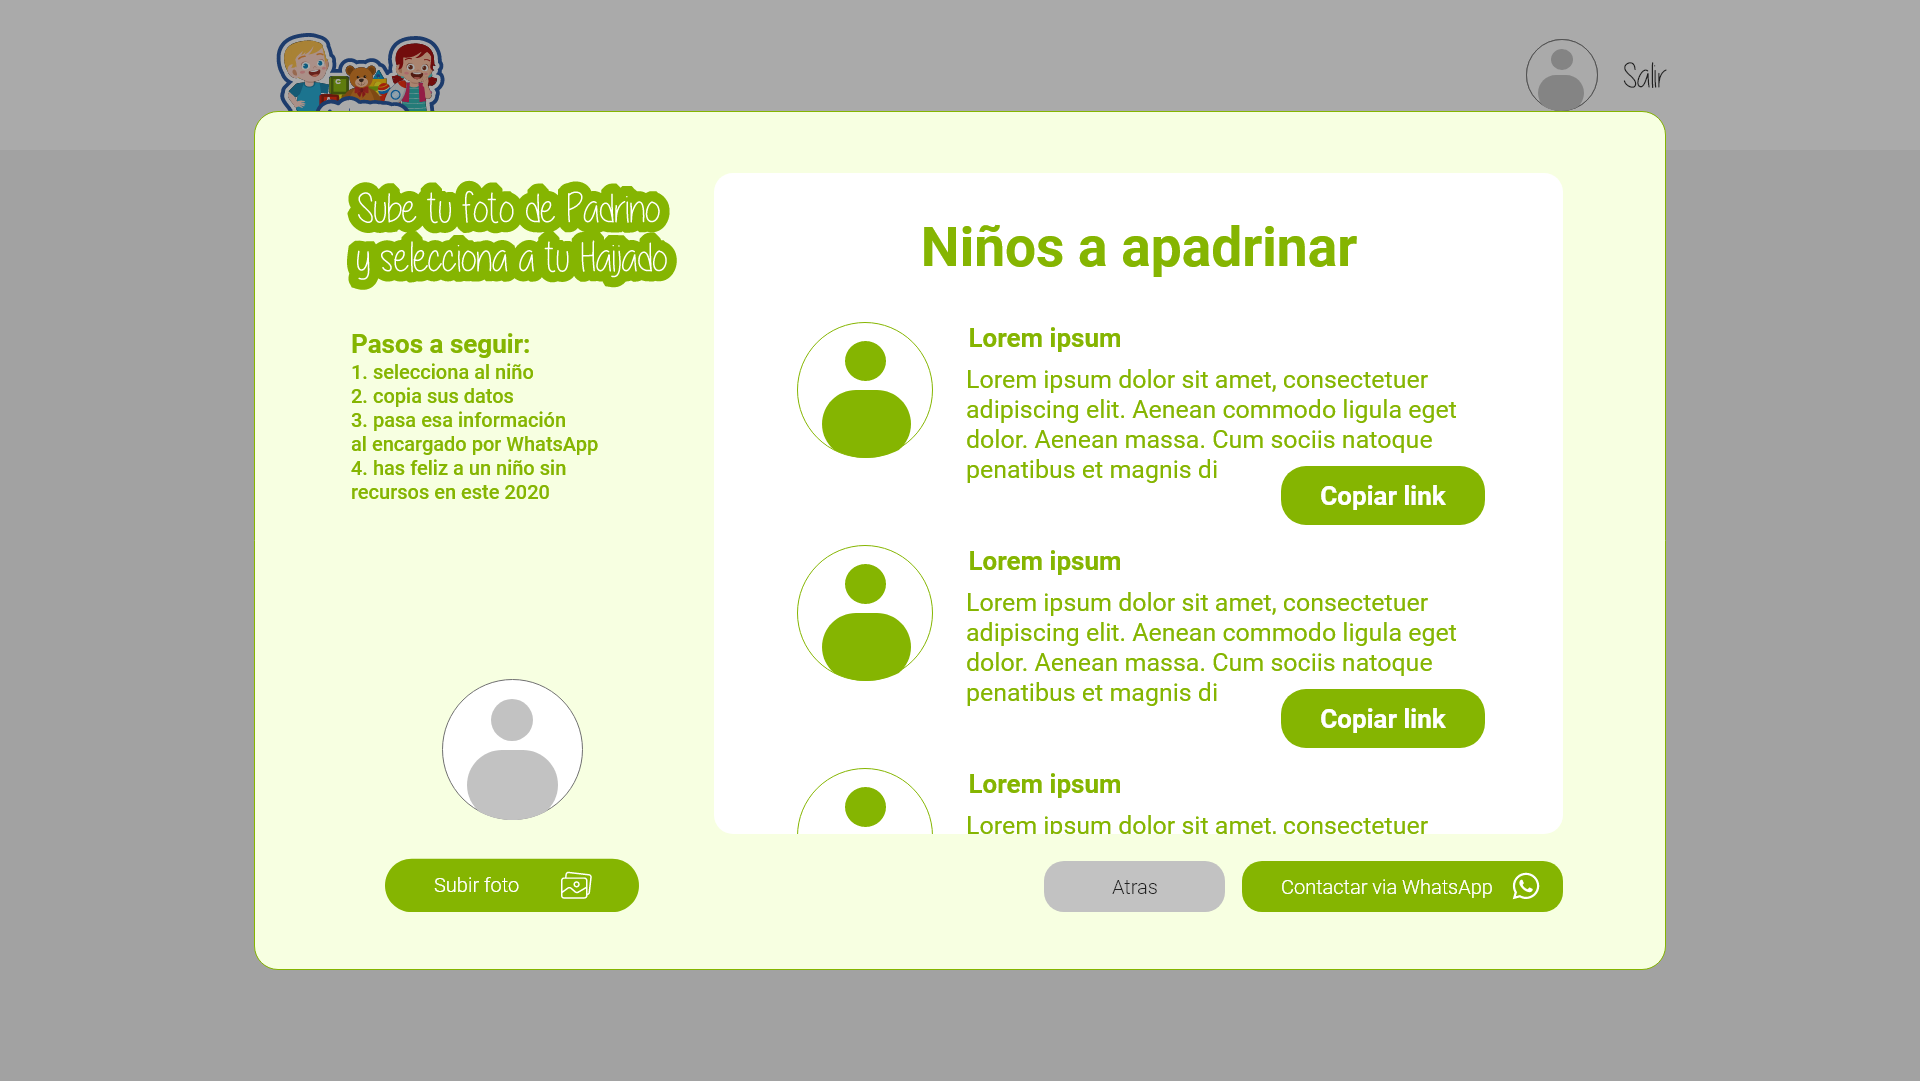 Salir
Sube tu foto de Padrino
y selecciona a tu Haijado
Pasos a seguir:
1. selecciona al niño
2. copia sus datos
3. pasa esa información
al encargado por WhatsApp
4. has feliz a un niño sin
recursos en este 2020
Subir foto
Niños a apadrinar
Lorem ipsum
Lorem ipsum dolor sit amet, consectetuer
adipiscing elit. Aenean commodo ligula eget
dolor. Aenean massa. Cum sociis natoque
penatibus et magnis di
Copiar link
Lorem ipsum
Lorem ipsum dolor sit amet, consectetuer
adipiscing elit. Aenean commodo ligula eget
dolor. Aenean massa. Cum sociis natoque
penatibus et magnis di
Copiar link
Lorem ipsum
Lorem ipsum dolor sit amet, consectetuer
Atras
Contactar via WhatsApp